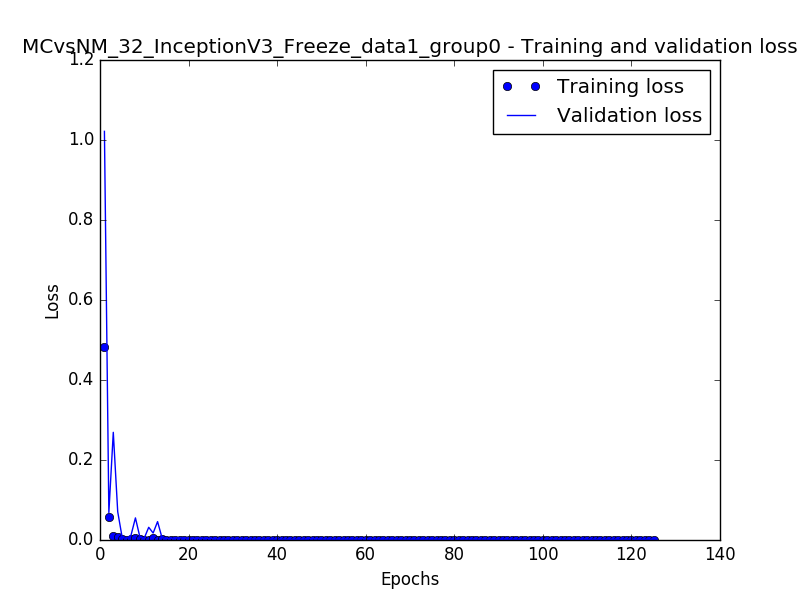 MCvsNM_32_InceptionV3_Freeze_data1_group0 - Training and validation loss
1.2
1.0
0.8
0.6
0.4
0.2
0.0
Loss
Training loss
Validation loss
0 20 40 60 80 100 120 140
Epochs